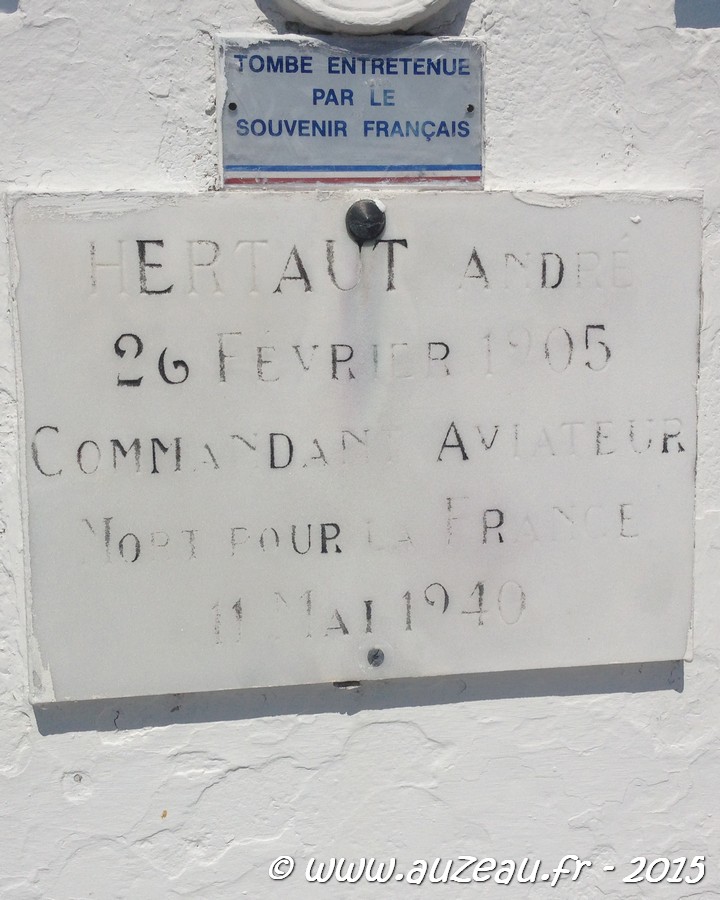 TOMBE ENTRETENUE
PAR LE
SOUVENIR FRANÇAIS
HERTAUT ANDRÉ
26 FÉVRIER 1905
COMMANDANT AVIATEUR
MORT POUR LA FRANCE
11 MAI 1940
© www.auzeau.fr - 2015